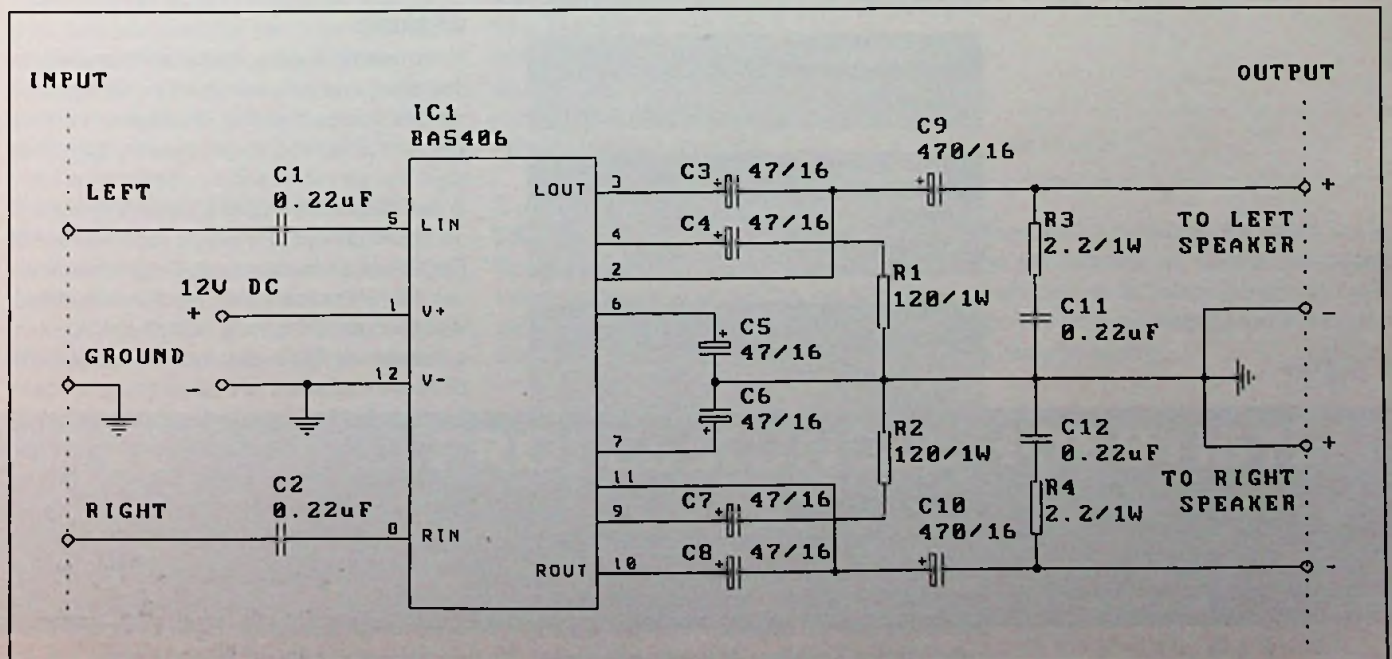 INPUT
OUTPUT
IC1
BA5406
C9
470/16
LEFT
C1
0.22uF
5
LIN
LOUT
3
C3 + 47/16
+
+
4
C4 + 47/16
R3
2.2/1W
TO LEFT
SPEAKER
2
12V DC
+
1
V+
6
R1
120/1W
+
C5
47/16
C11
0.22uF
-
GROUND
-
12
V-
C6
47/16
+
7
R2
120/1W
C12
0.22uF
+
11
RIGHT
C2
0.22uF
8
RIN
9
C7 + 47/16
C10
470/16
R4
2.2/1W
TO RIGHT
SPEAKER
ROUT
10
C8 + 47/16
+
-